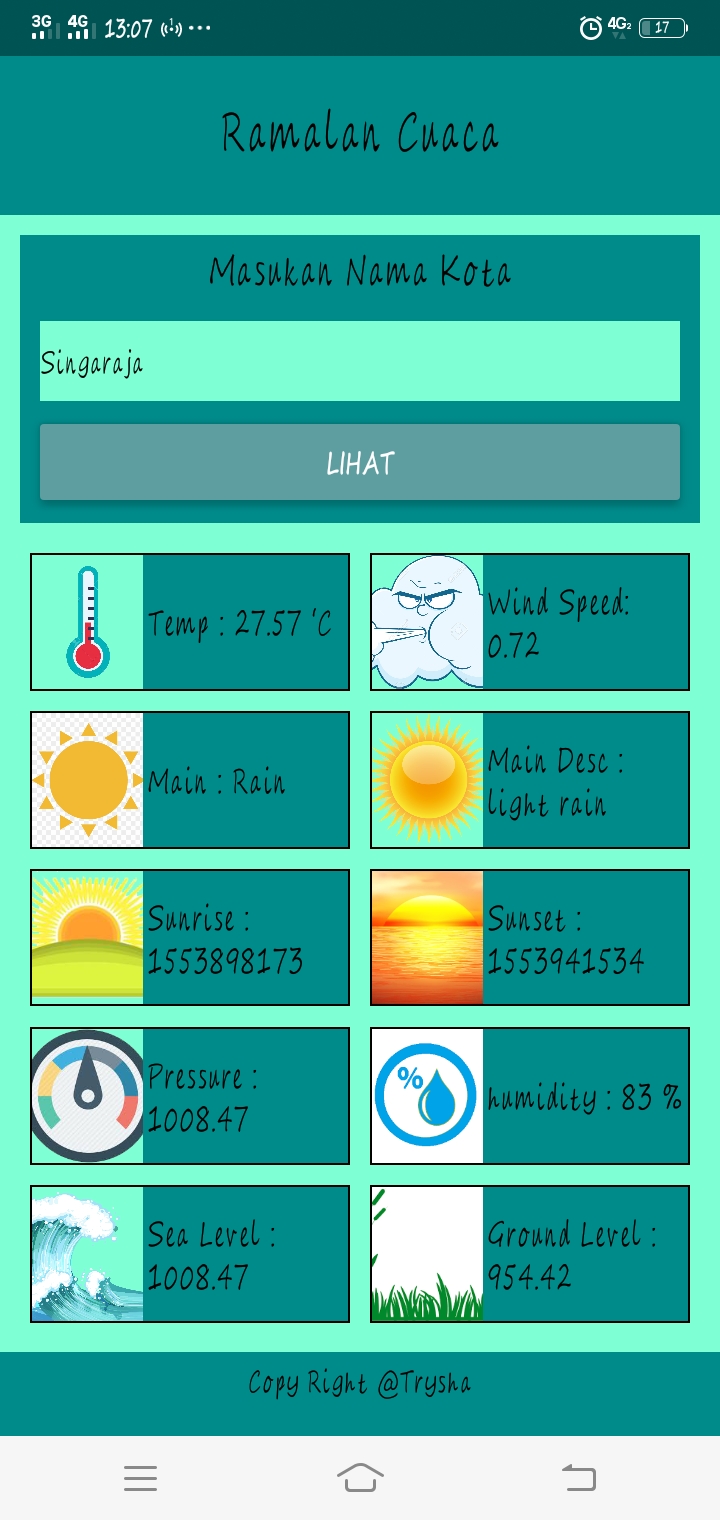 3G 4G 13:07 4G2 17
Ramalan Cuaca
Masukan Nama Kota
Singaraja
LIHAT
Temp : 27.57 'C
Wind Speed:
0.72
Main : Rain
Main Desc :
light rain
Sunrise :
1553898173
Sunset :
1553941534
Pressure :
1008.47
%
humidity : 83 %
Sea Level :
1008.47
Ground Level :
954.42
Copy Right @Trysha